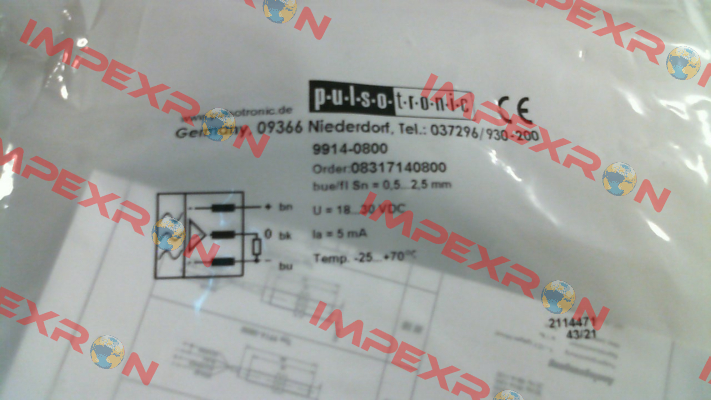 p·u·l·s·o·t·r·o·n·i·c CE
Germany, 09366 Niederdorf, Tel.: 037296/930-200
9914-0800
Order:08317140800
bue/fl Sn = 0,5...2,5 mm
+ bn
U = 18...30 VDC
0 bk
Ia = 5 mA
- bu
Temp. -25...+70°C
2114471
43/21
IMPEXRON
IMPEXRON
IMPEXRON
IMPEXRON
IMPEXRON
IMPEXRON
IMPEXRON
IMPEXRON
IMPEXRON